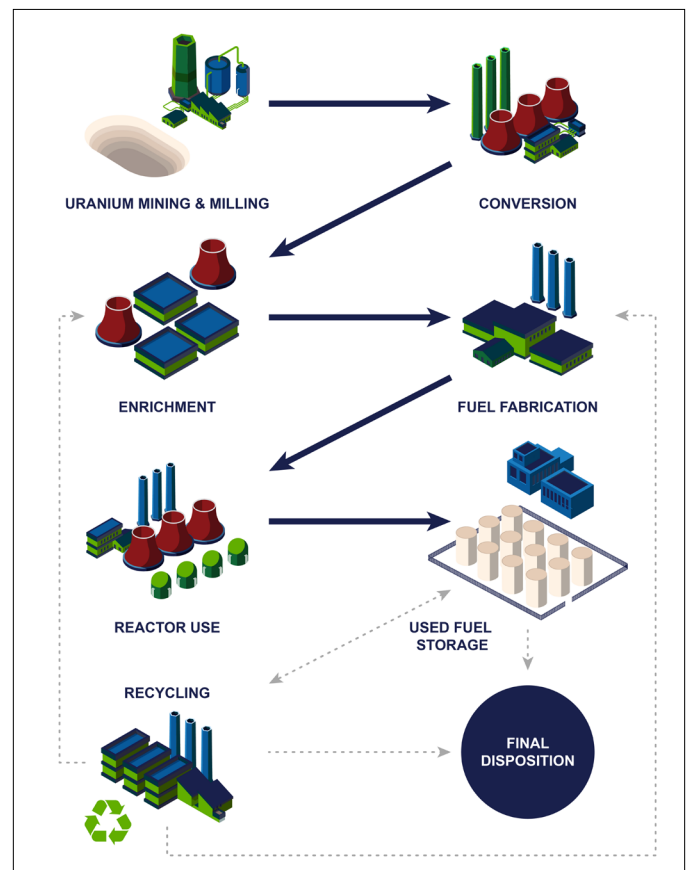 URANIUM MINING & MILLING
CONVERSION
ENRICHMENT
FUEL FABRICATION
REACTOR USE
USED FUEL
STORAGE
RECYCLING
FINAL
DISPOSITION